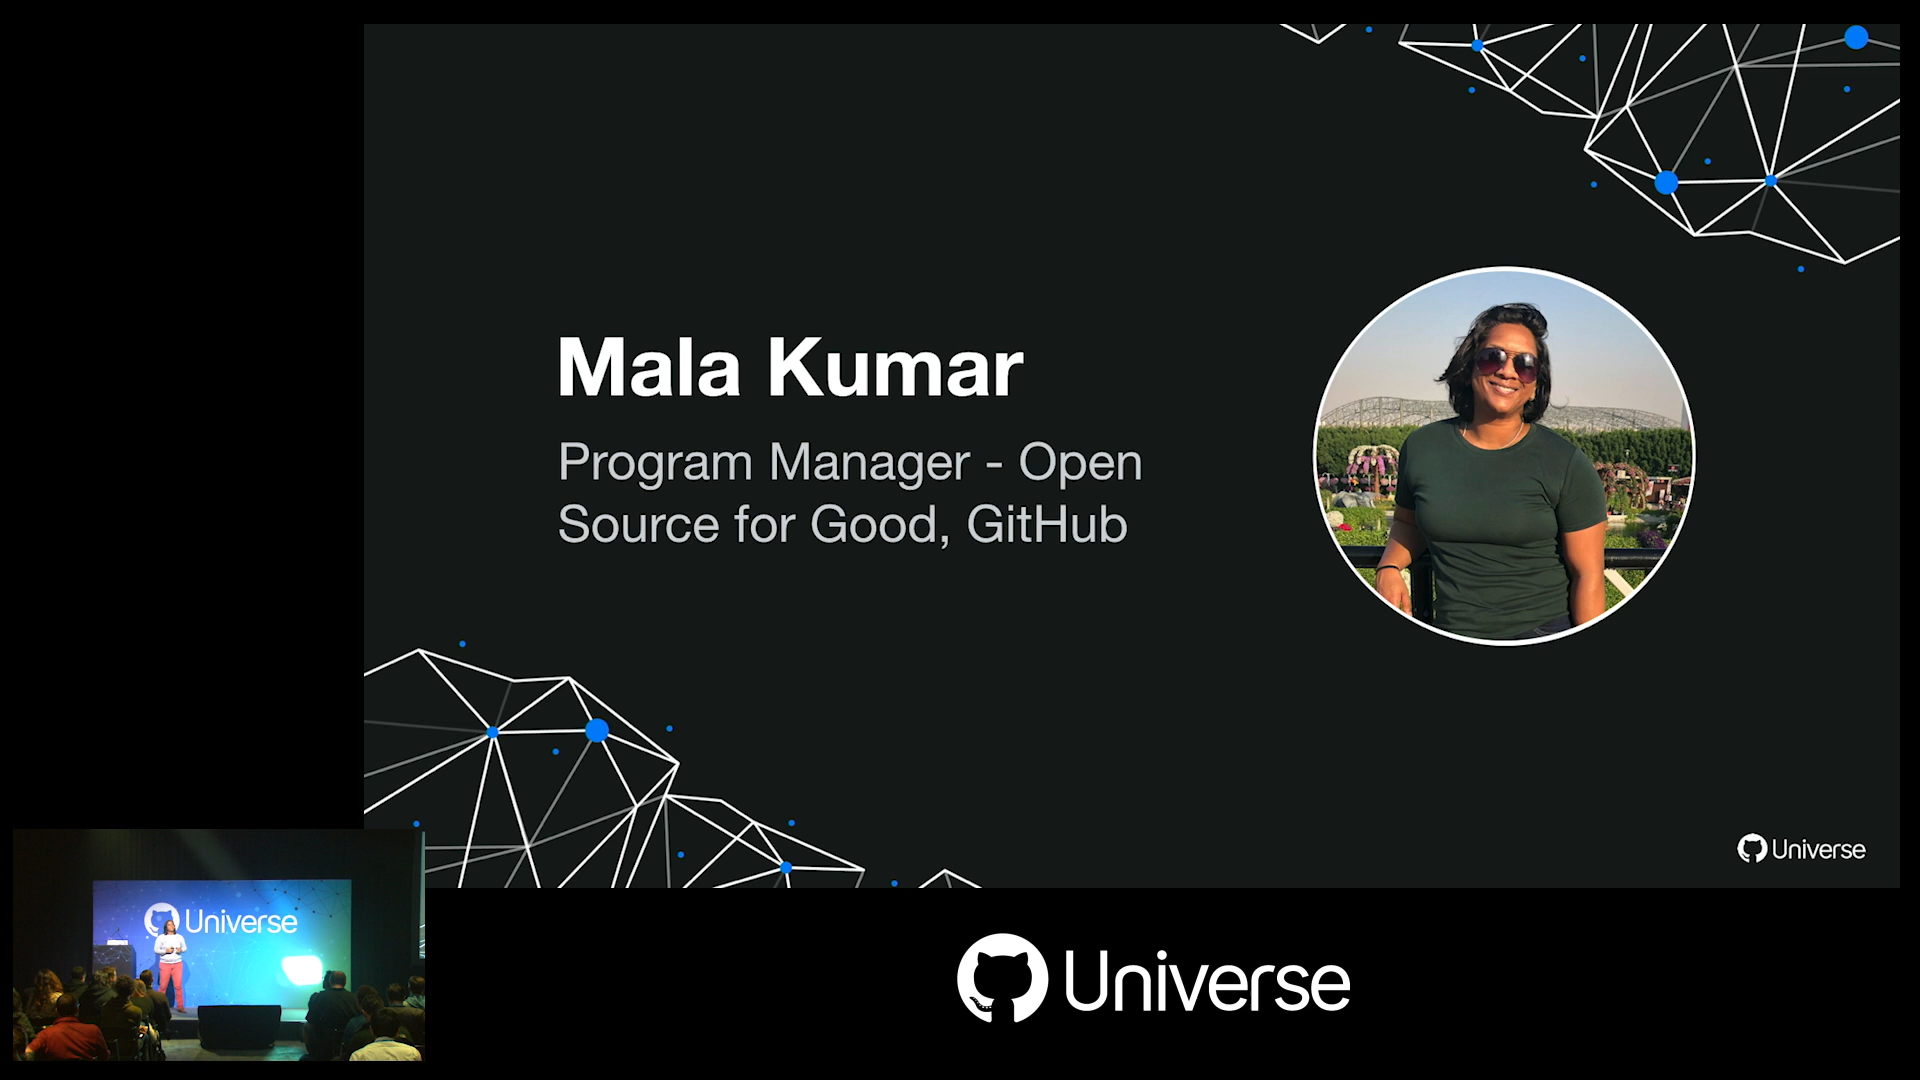 Mala Kumar
Program Manager - Open
Source for Good, GitHub
Universe
Universe
Universe